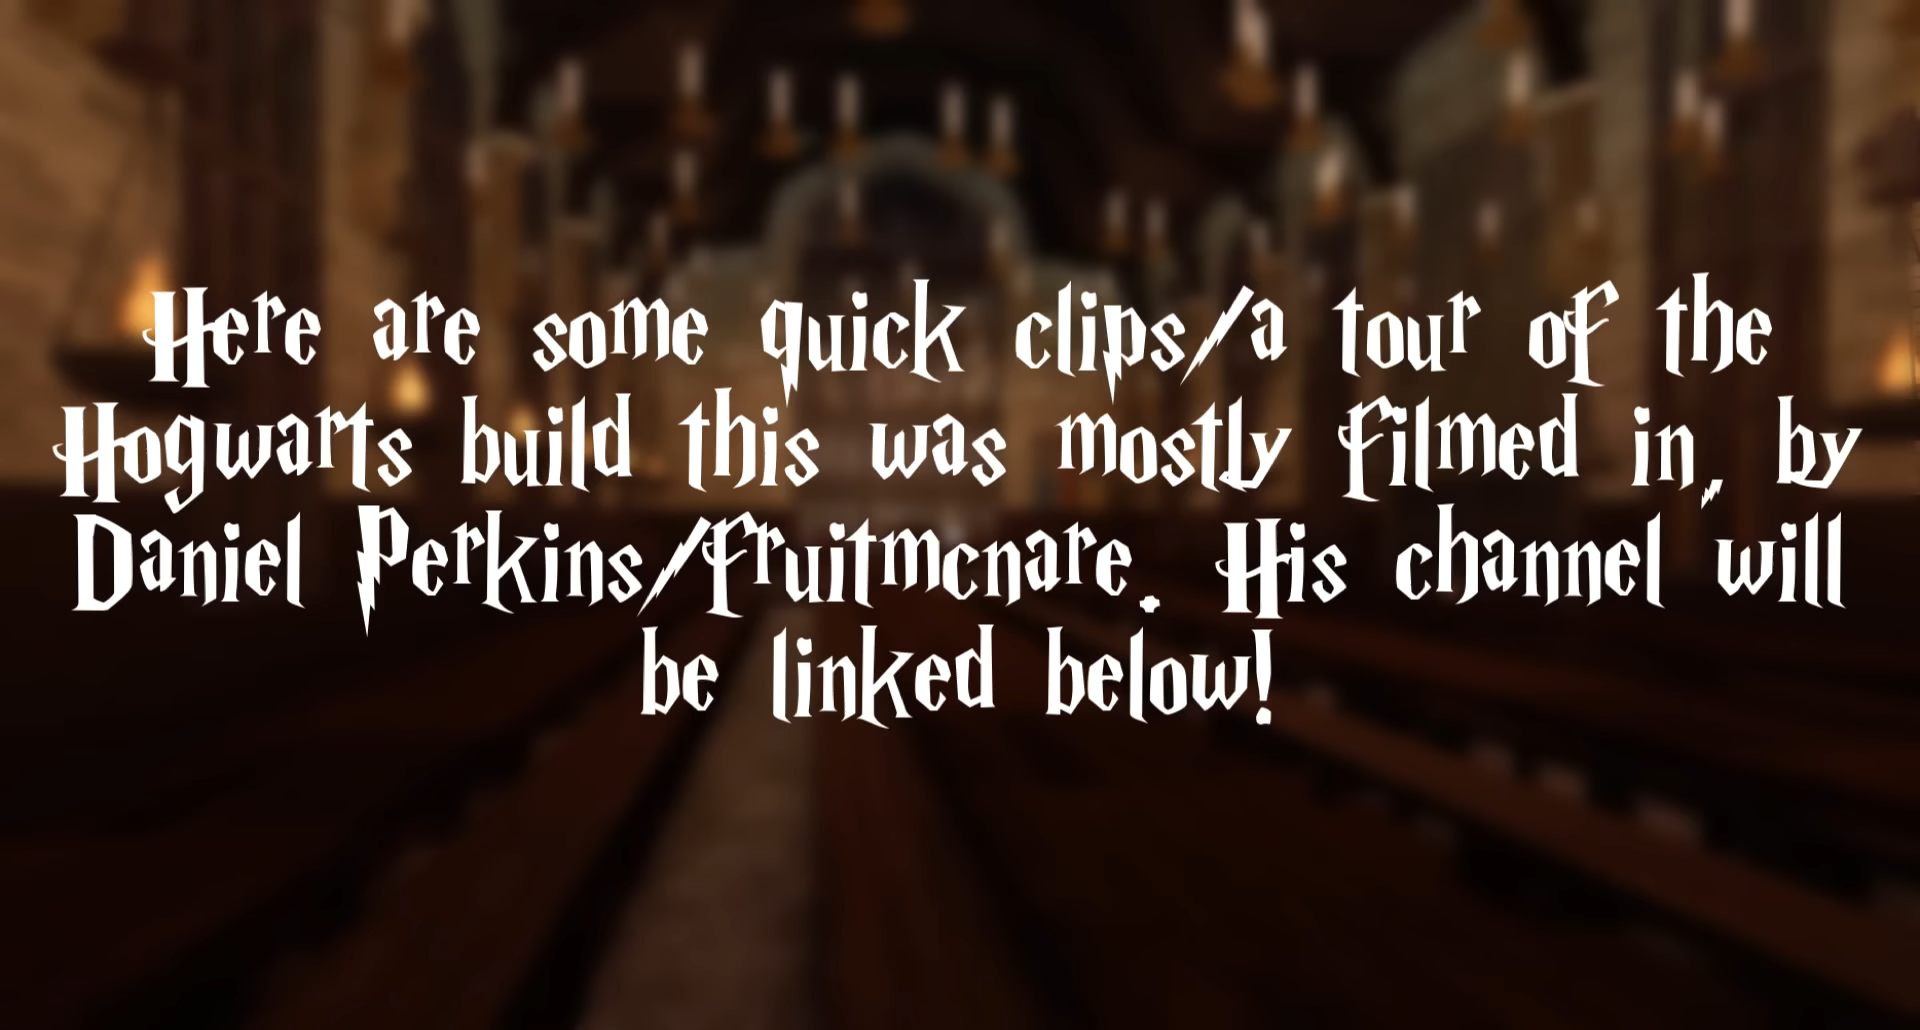 Here are some quick clips/a tour of the
Hogwarts build this was mostly filmed in, by
Daniel Perkins/fruitmcnare. His channel will
be linked below!